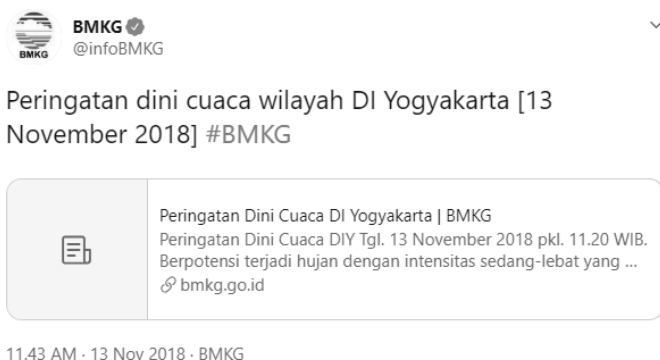 BMKG
BMKG
@infoBMKG
Peringatan dini cuaca wilayah DI Yogyakarta [13
November 2018] #BMKG
Peringatan Dini Cuaca DI Yogyakarta | BMKG
Peringatan Dini Cuaca DIY Tgl. 13 November 2018 pkl. 11.20 WIB.
Berpotensi terjadi hujan dengan intensitas sedang-lebat yang ...
bmkg.go.id
11.43 AM · 13 Nov 2018 · BMKG